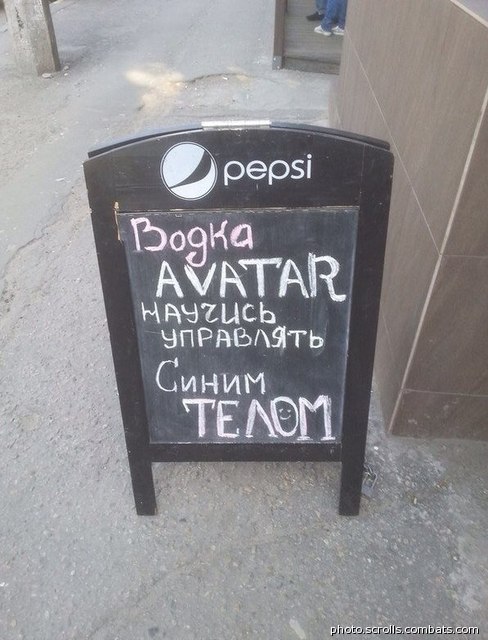 pepsi
Водка
AVATAR
научись
управлять
Синим
ТЕЛОМ
photo.scrolls.combats.com